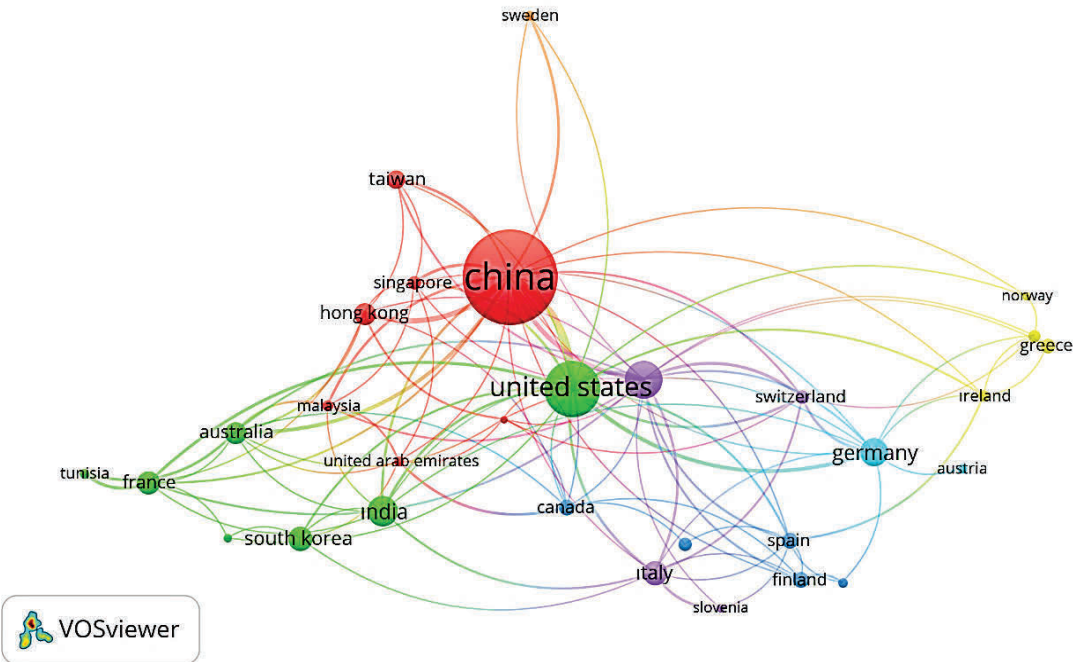 sweden
taiwan
china
singapore
hong kong
norway
greece
united states
switzerland
ireland
malaysia
australia
germany
united arab emirates
austria
tunisia
france
canada
india
south korea
spain
italy
finland
slovenia
VOSviewer